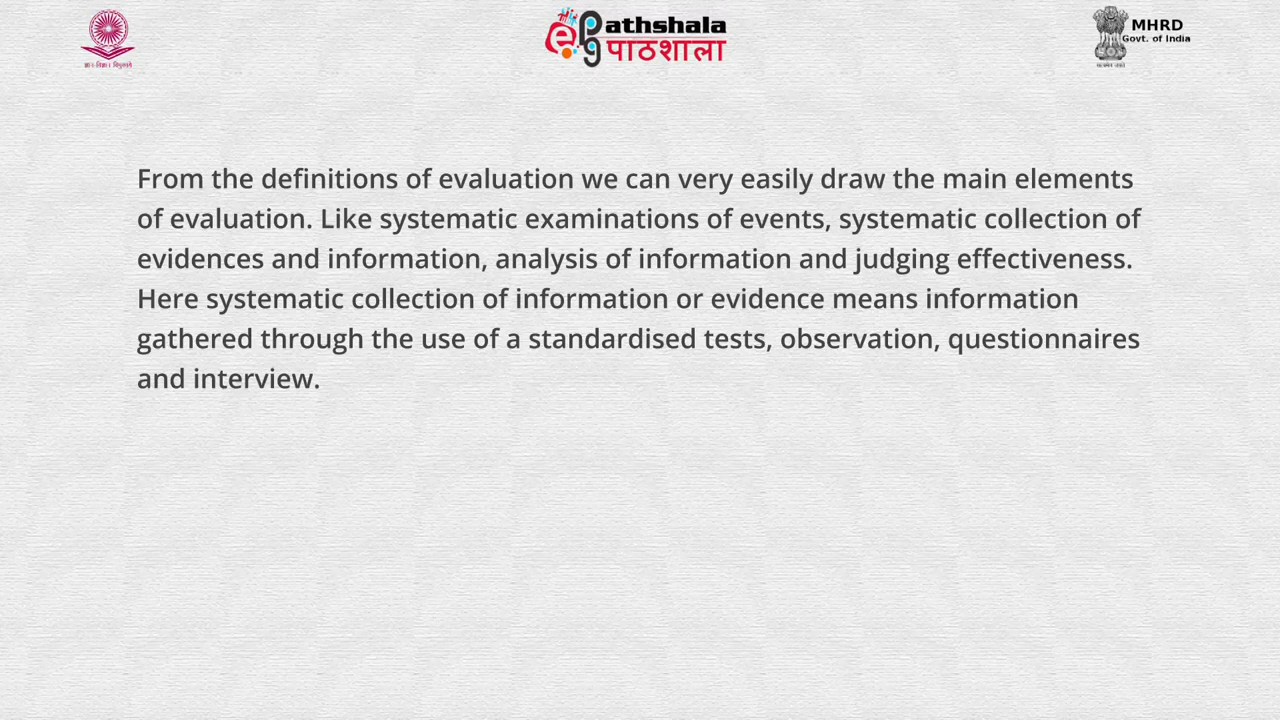 athshala
पाठशाला
MHRD
Govt. of India
From the definitions of evaluation we can very easily draw the main elements
of evaluation. Like systematic examinations of events, systematic collection of
evidences and information, analysis of information and judging effectiveness.
Here systematic collection of information or evidence means information
gathered through the use of a standardised tests, observation, questionnaires
and interview.